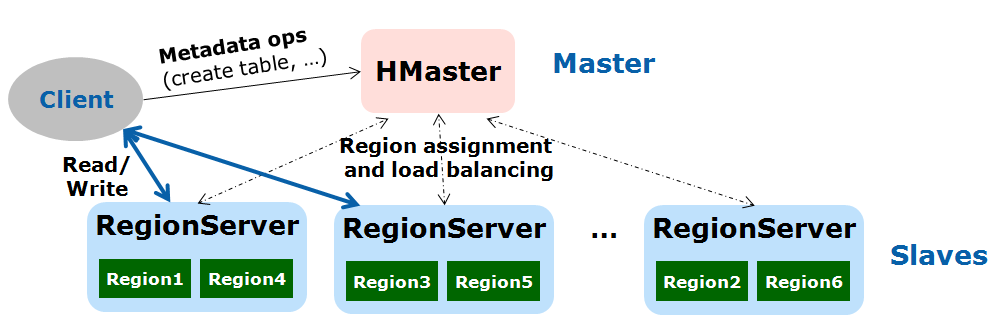 Metadata ops
(create table, ...)
HMaster
Master
Client
Region assignment
and load balancing
Read/
Write
RegionServer
Region1
Region4
RegionServer
Region3
Region5
...
RegionServer
Region2
Region6
Slaves